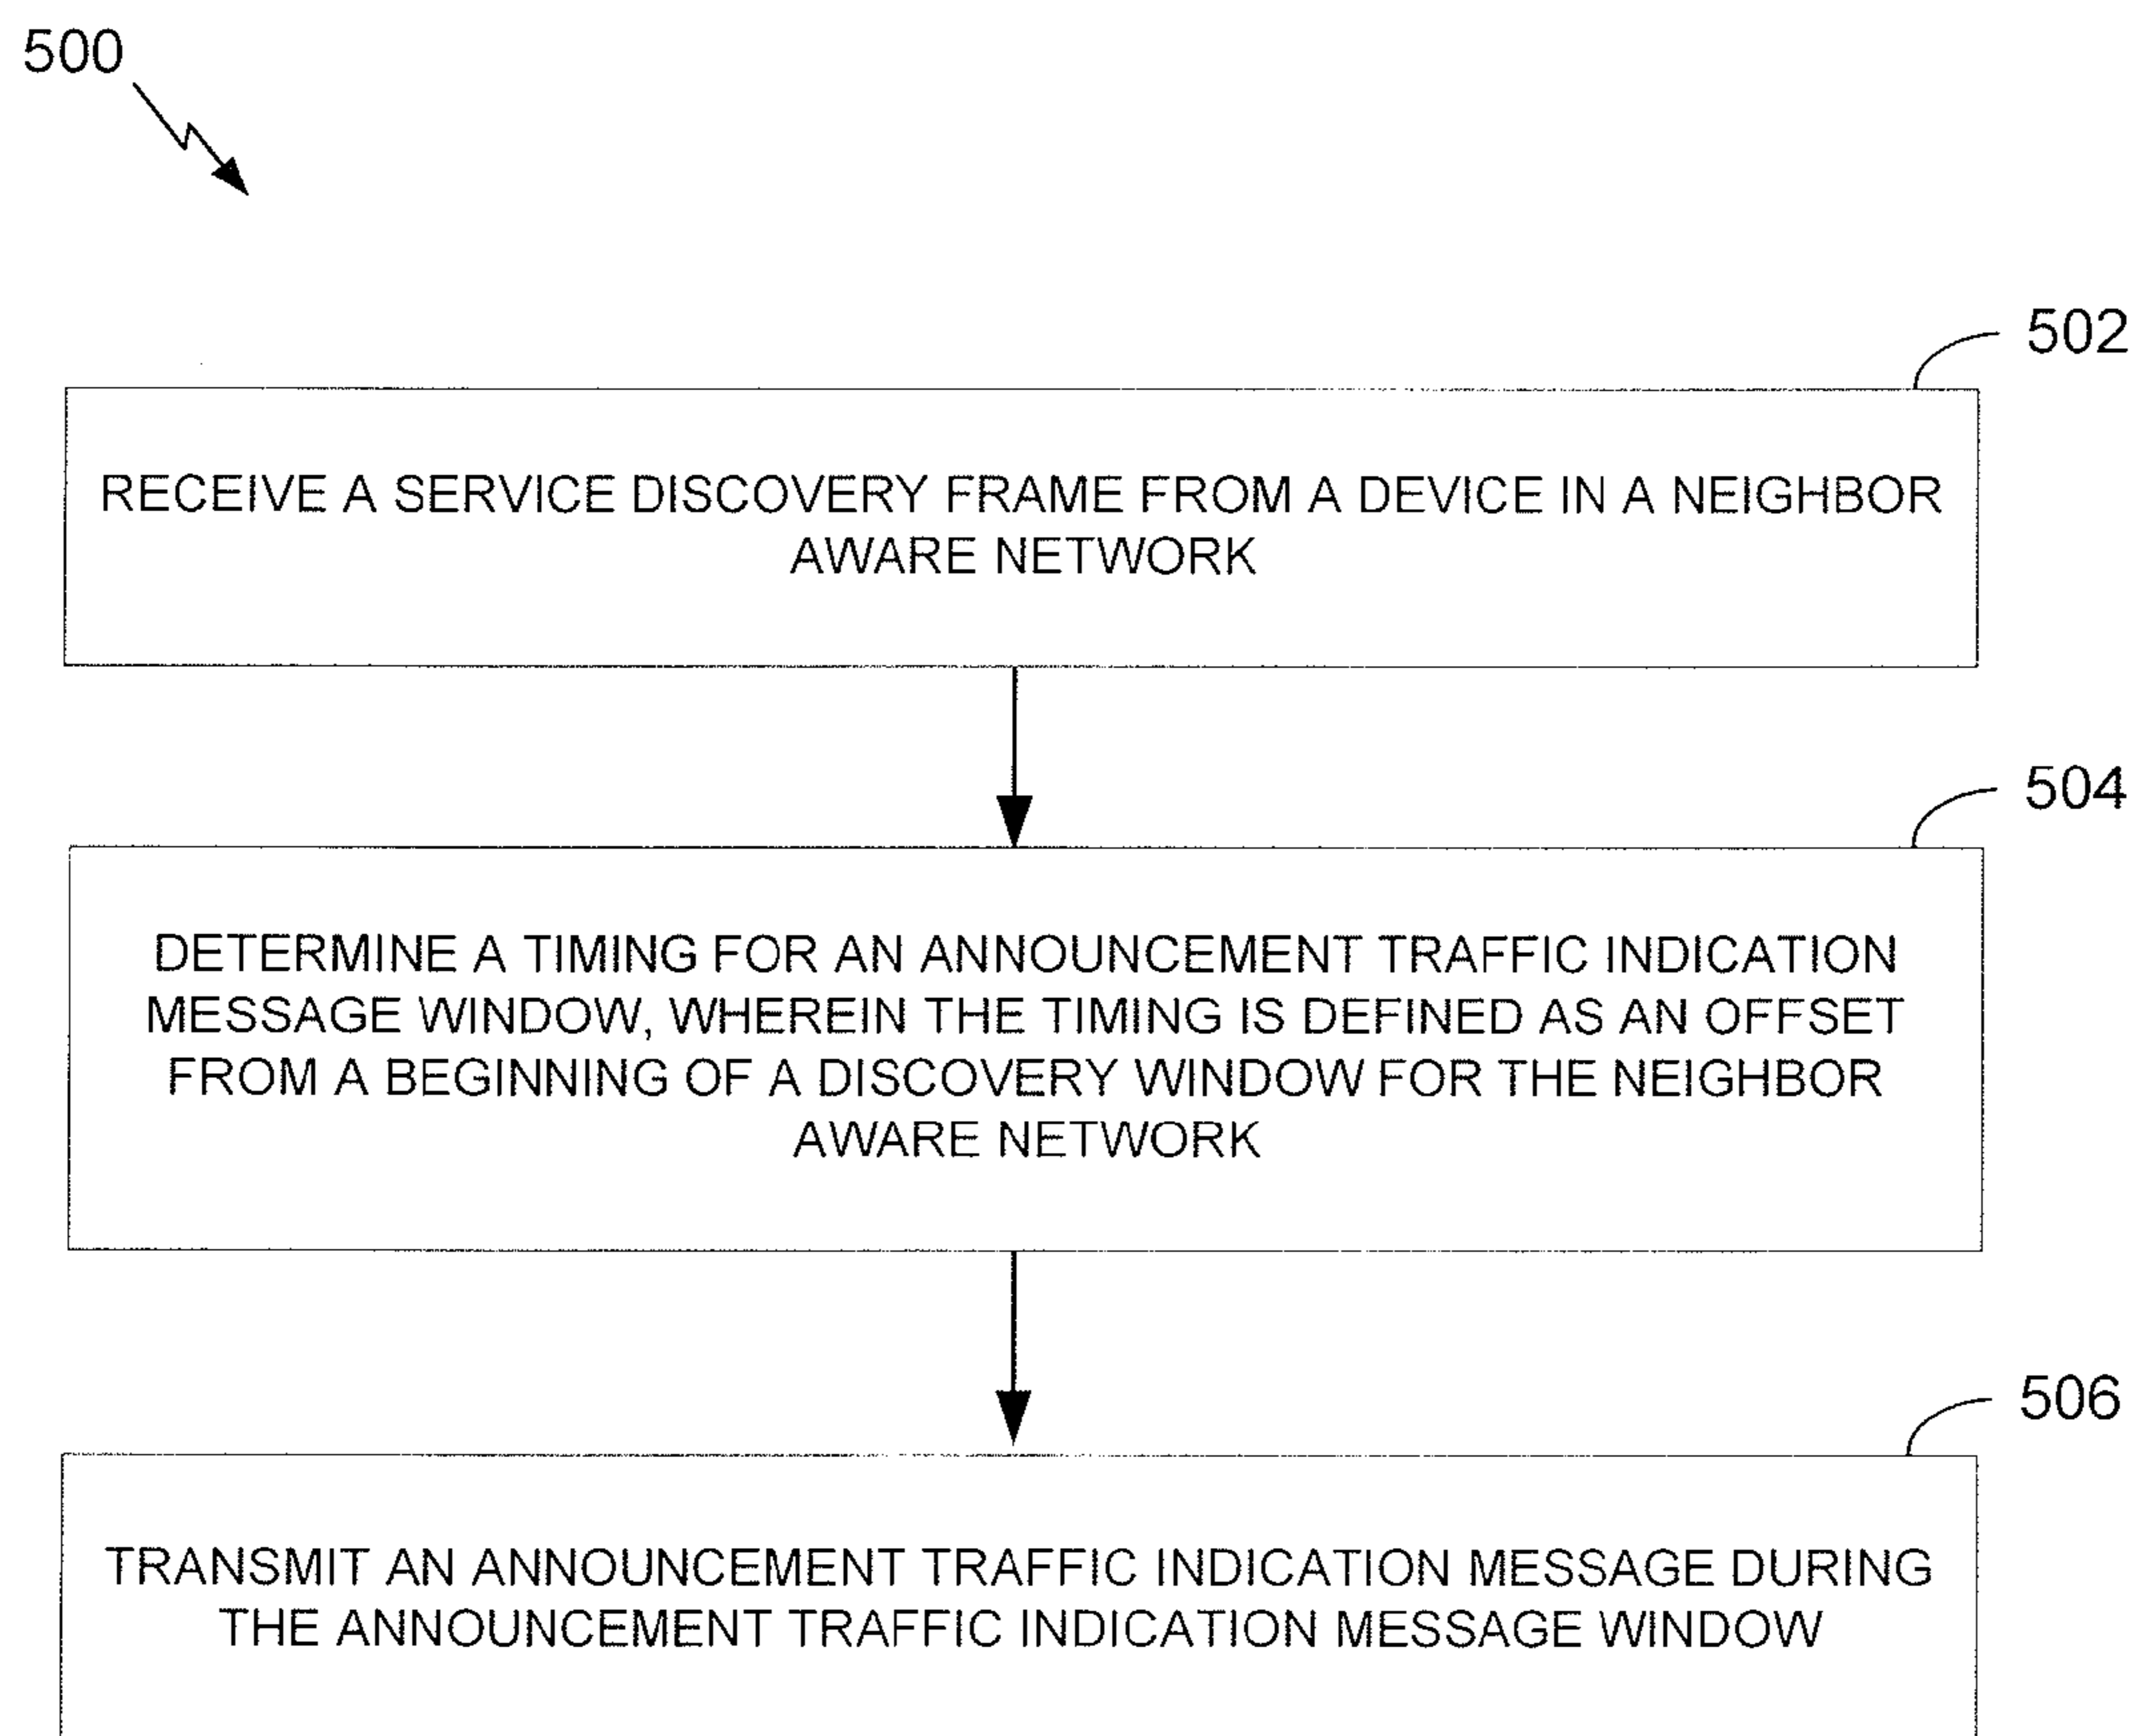 500
502
RECEIVE A SERVICE DISCOVERY FRAME FROM A DEVICE IN A NEIGHBOR
AWARE NETWORK
504
DETERMINE A TIMING FOR AN ANNOUNCEMENT TRAFFIC INDICATION
MESSAGE WINDOW, WHEREIN THE TIMING IS DEFINED AS AN OFFSET
FROM A BEGINNING OF A DISCOVERY WINDOW FOR THE NEIGHBOR
AWARE NETWORK
506
TRANSMIT AN ANNOUNCEMENT TRAFFIC INDICATION MESSAGE DURING
THE ANNOUNCEMENT TRAFFIC INDICATION MESSAGE WINDOW